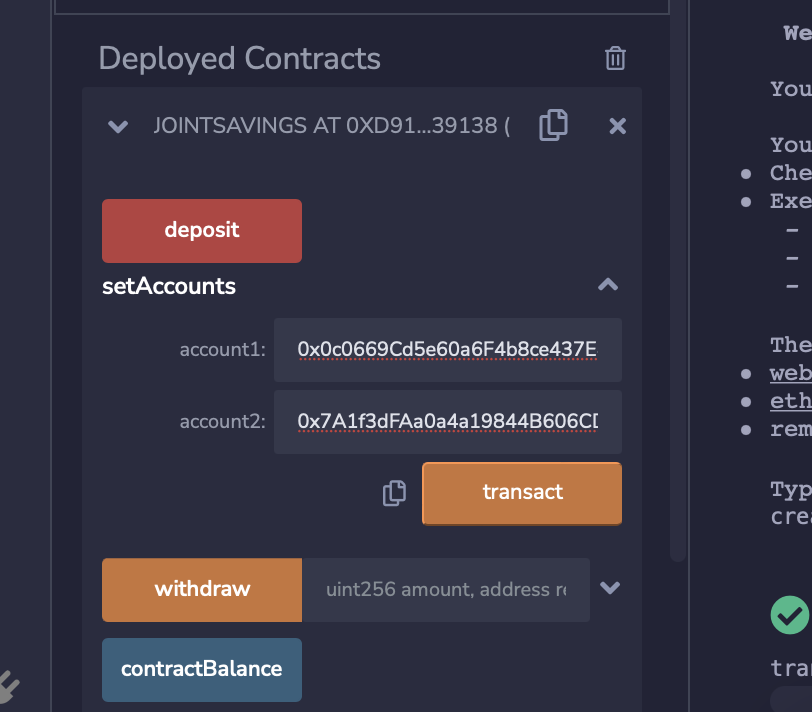 Deployed Contracts
JOINTSAVINGS AT 0XD91...39138 (
deposit
setAccounts
account1: 0x0c0669Cd5e60a6F4b8ce437E
account2: 0x7A1f3dFAa0a4a19844B606CD
transact
withdraw uint256 amount, address re
contractBalance
We
You
You
Che
Exe
–
–
–
The
web
eth
rem
Typ
cre
tran